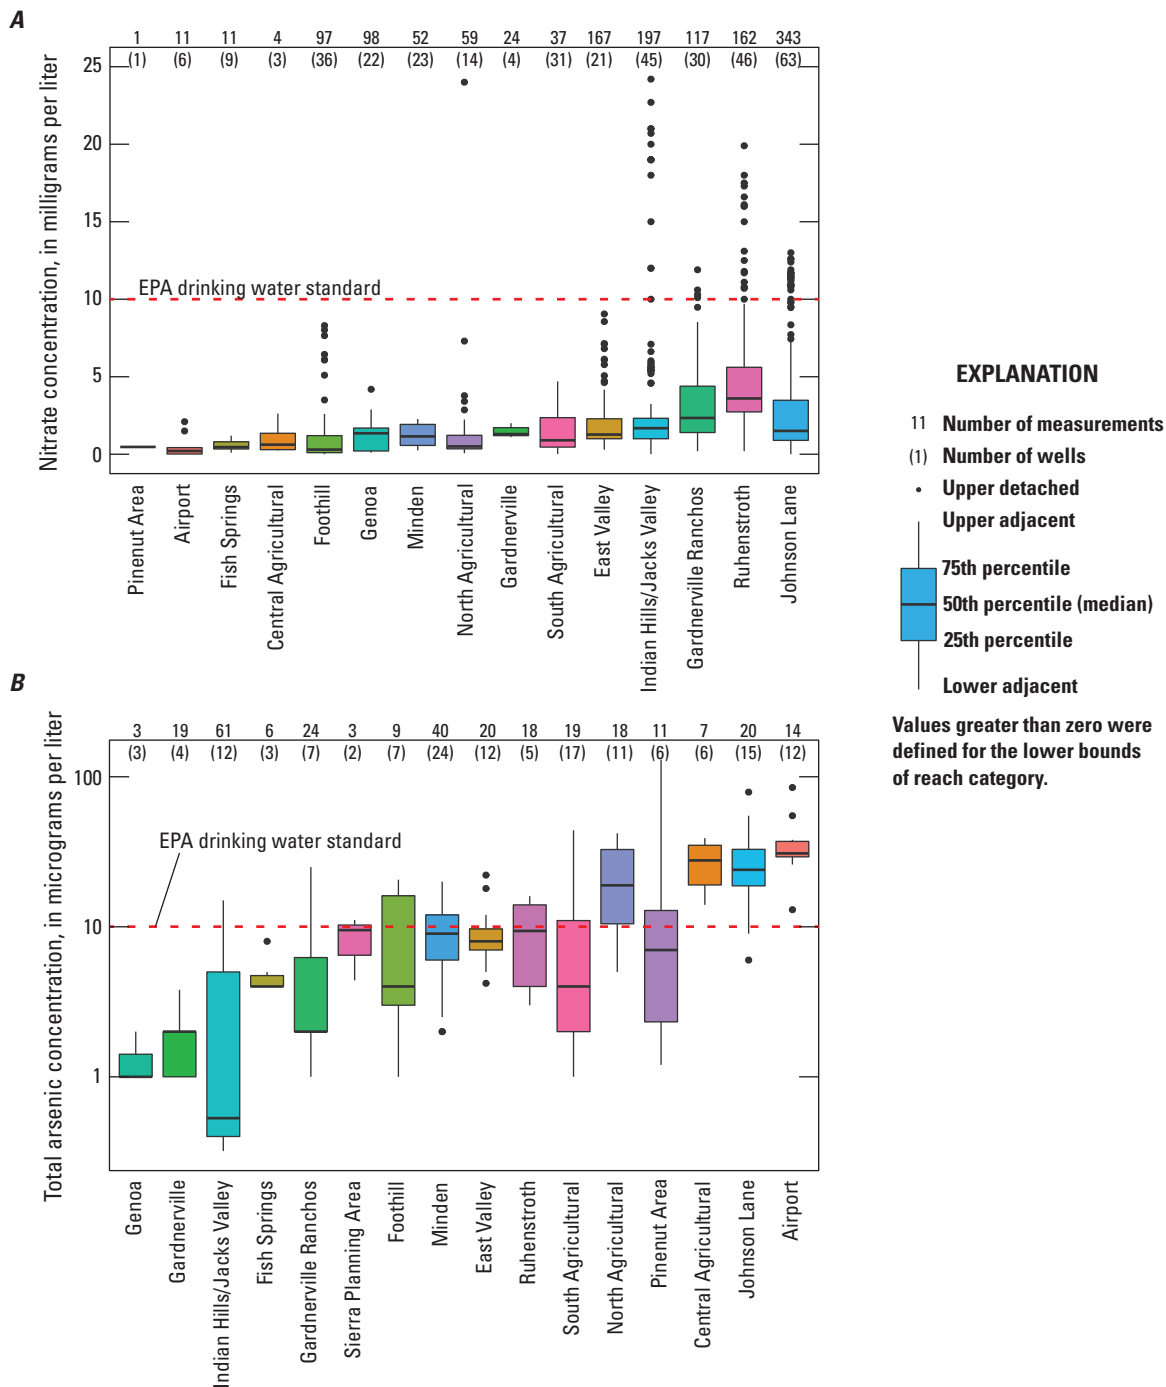 A
1 11 11 4 97 98 52 59 24 37 167 197 117 162 343
(1) (6) (9) (3) (36) (22) (23) (14) (4) (31) (21) (45) (30) (46) (63)
Nitrate concentration, in milligrams per liter
25
20
15
10
5
0
EPA drinking water standard
Pinenut Area
Airport
Fish Springs
Central Agricultural
Foothill
Genoa
Minden
North Agricultural
Gardnerville
South Agricultural
East Valley
Indian Hills/Jacks Valley
Gardnerville Ranchos
Ruhenstroth
Johnson Lane
EXPLANATION
11 Number of measurements
(1) Number of wells
Upper detached
Upper adjacent
75th percentile
50th percentile (median)
25th percentile
Lower adjacent
Values greater than zero were
defined for the lower bounds
of reach category.
B
3 19 61 6 24 3 9 40 20 18 19 18 11 7 20 14
(3) (4) (12) (3) (7) (2) (7) (24) (12) (5) (17) (11) (6) (6) (15) (12)
Total arsenic concentration, in micrograms per liter
100
10
1
EPA drinking water standard
Genoa
Gardnerville
Indian Hills/Jacks Valley
Fish Springs
Gardnerville Ranchos
Sierra Planning Area
Foothill
Minden
East Valley
Ruhenstroth
South Agricultural
North Agricultural
Pinenut Area
Central Agricultural
Johnson Lane
Airport